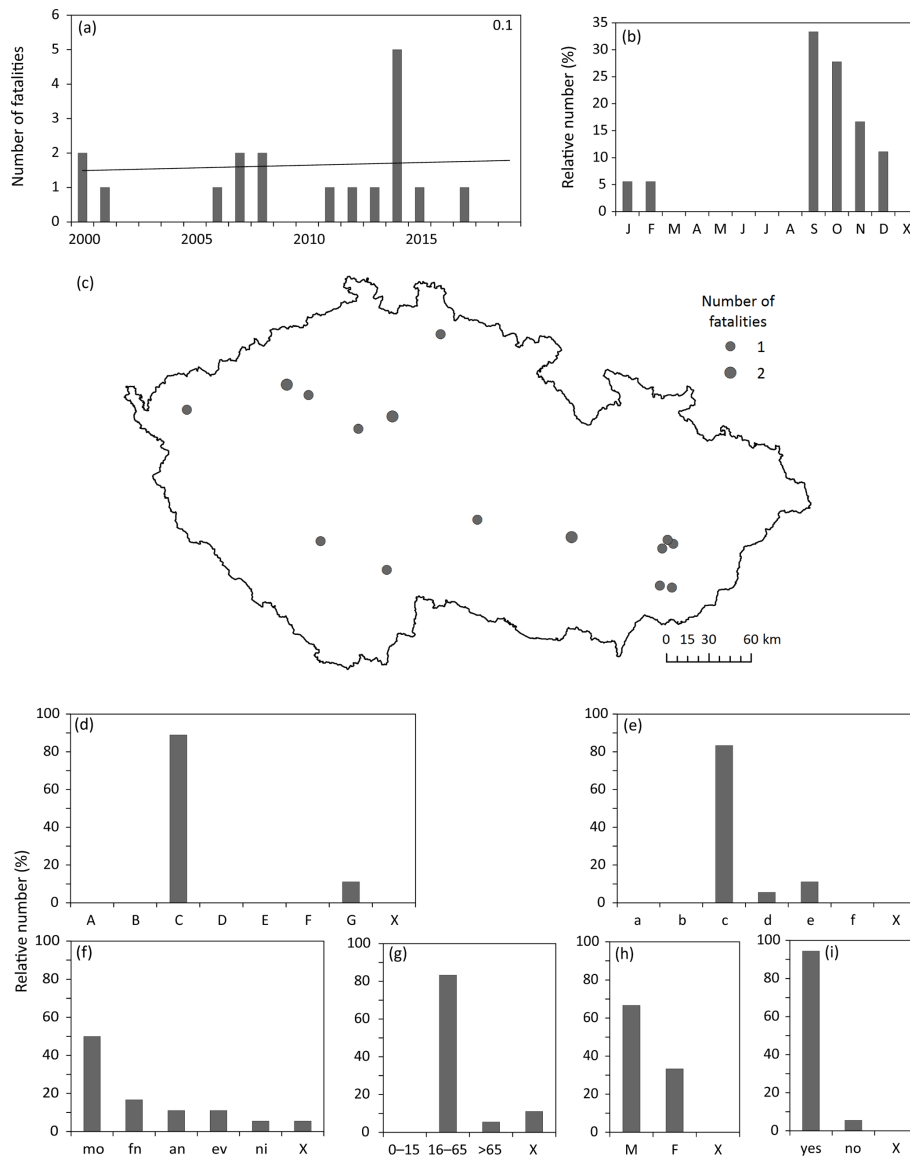 (a)
0.1
Number of fatalities
6
5
4
3
2
1
0
2000 2005 2010 2015
(b)
Relative number (%)
35
30
25
20
15
10
5
0
J F M A M J J A S O N D X
(c)
Number of
fatalities
1
2
0 15 30 60 km
Relative number (%)
(d)
100
80
60
40
20
0
A B C D E F G X
(e)
100
80
60
40
20
0
a b c d e f X
(f)
100
80
60
40
20
0
mo fn an ev ni X
(g)
100
80
60
40
20
0
0–15 16–65 >65 X
(h)
100
80
60
40
20
0
M F X
(i)
100
80
60
40
20
0
yes no X